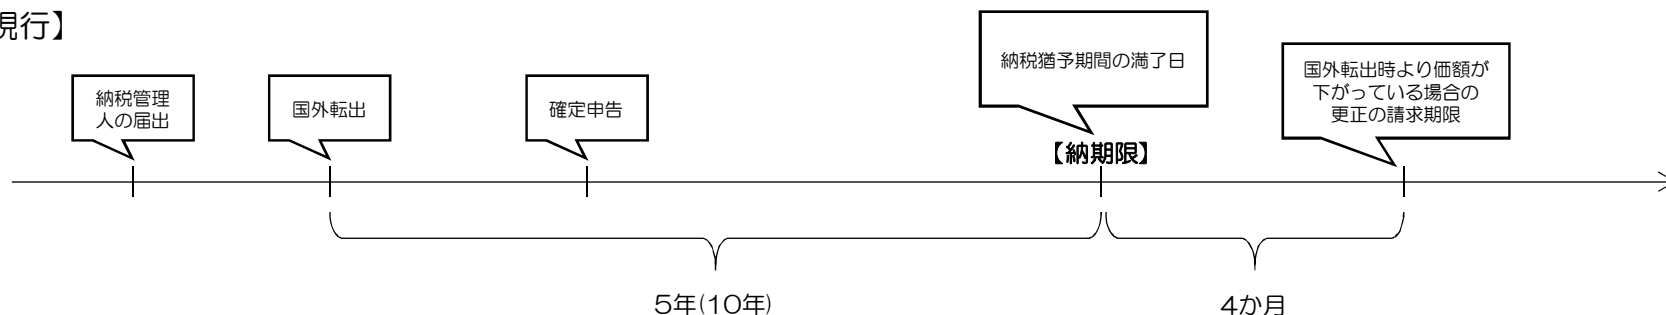 現行】
納税管理
人の届出
国外転出
確定申告
納税猶予期間の満了日
国外転出時より価額が
下がっている場合の
更正の請求期限
【納期限】
5年(10年)
4か月